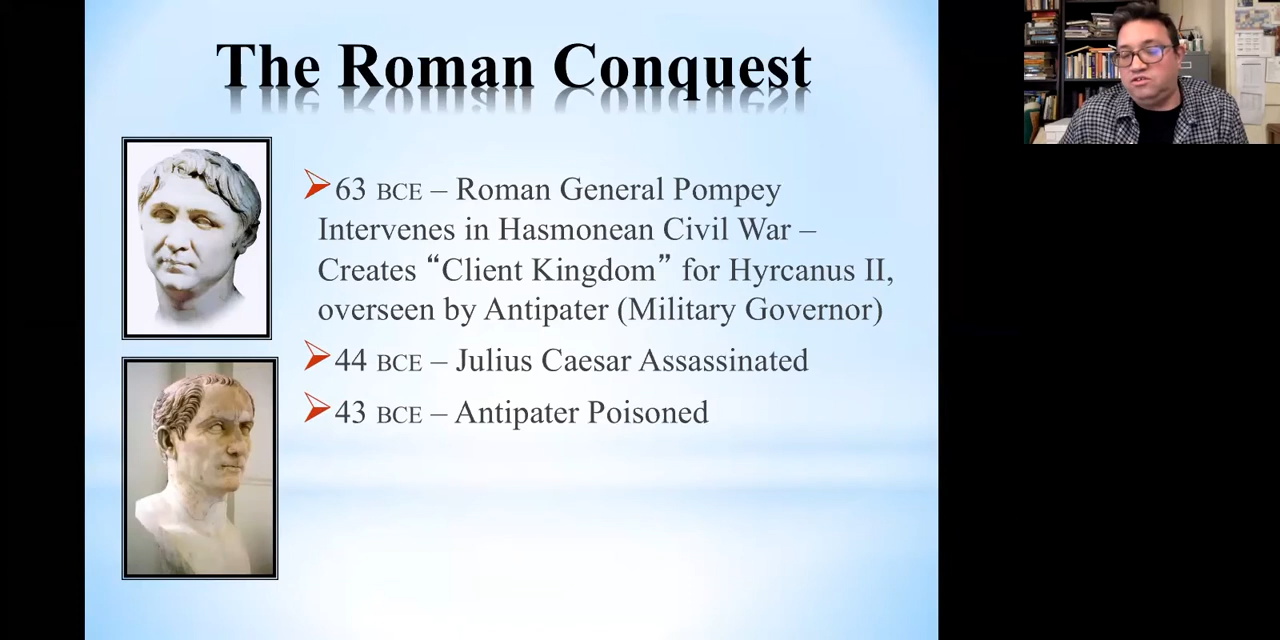 The Roman Conquest
63 BCE – Roman General Pompey
Intervenes in Hasmonean Civil War –
Creates “Client Kingdom” for Hyrcanus II,
overseen by Antipater (Military Governor)
44 BCE – Julius Caesar Assassinated
43 BCE – Antipater Poisoned